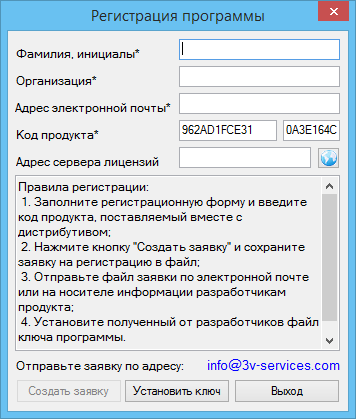 Регистрация программы
Фамилия, инициалы*
Организация*
Адрес электронной почты*
Код продукта* 962AD1FCE31 0A3E164C
Адрес сервера лицензий
Правила регистрации:
1. Заполните регистрационную форму и введите
код продукта, поставляемый вместе с
дистрибутивом;
2. Нажмите кнопку "Создать заявку" и сохраните
заявку на регистрацию в файл;
3. Отправьте файл заявки по электронной почте
или на носителе информации разработчикам
продукта;
4. Установите полученный от разработчиков файл
ключа программы.
Отправьте заявку по адресу: info@3v-services.com
Создать заявку Установить ключ Выход